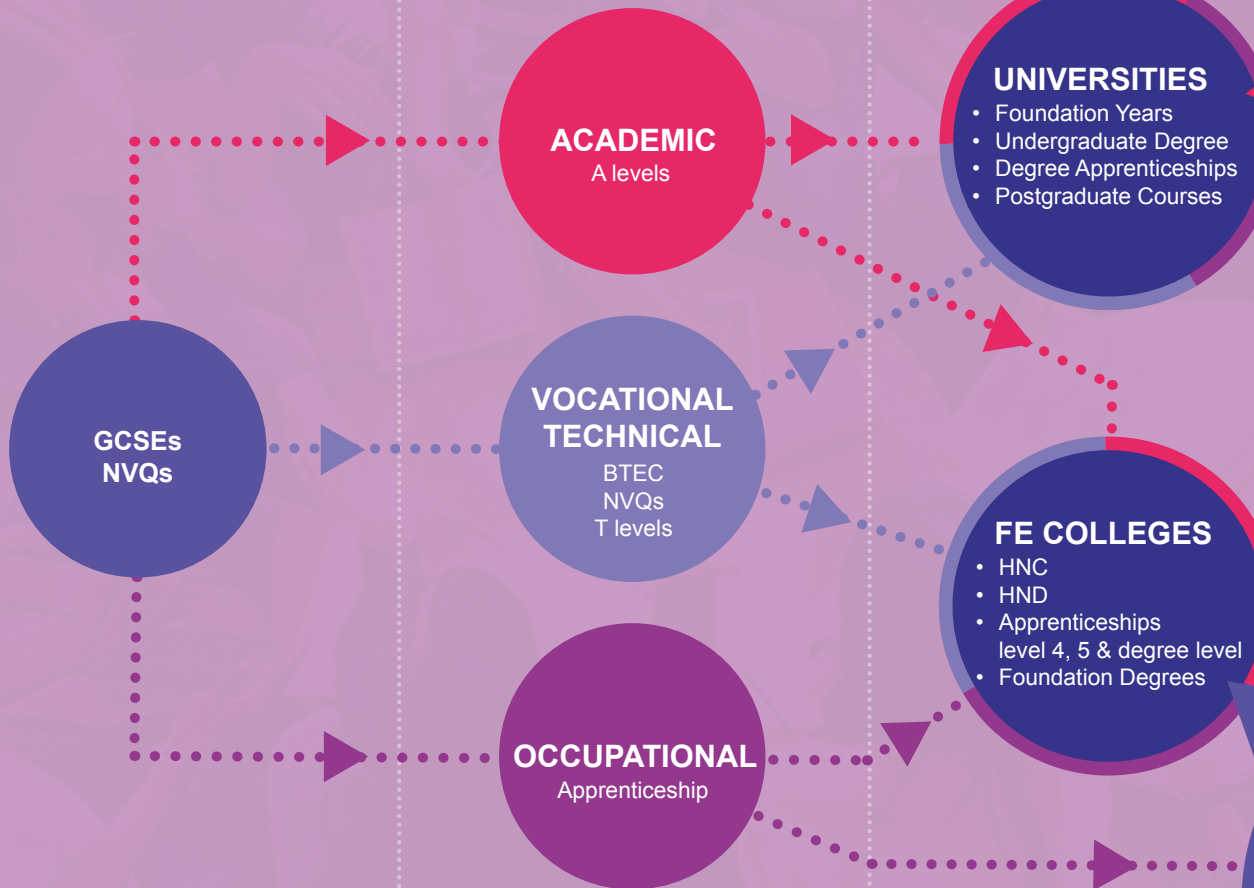 GCSEs
NVQs
ACADEMIC
A levels
VOCATIONAL
TECHNICAL
BTEC
NVQs
T levels
OCCUPATIONAL
Apprenticeship
UNIVERSITIES
• Foundation Years
• Undergraduate Degree
• Degree Apprenticeships
• Postgraduate Courses
FE COLLEGES
• HNC
• HND
• Apprenticeships
level 4, 5 & degree level
• Foundation Degrees